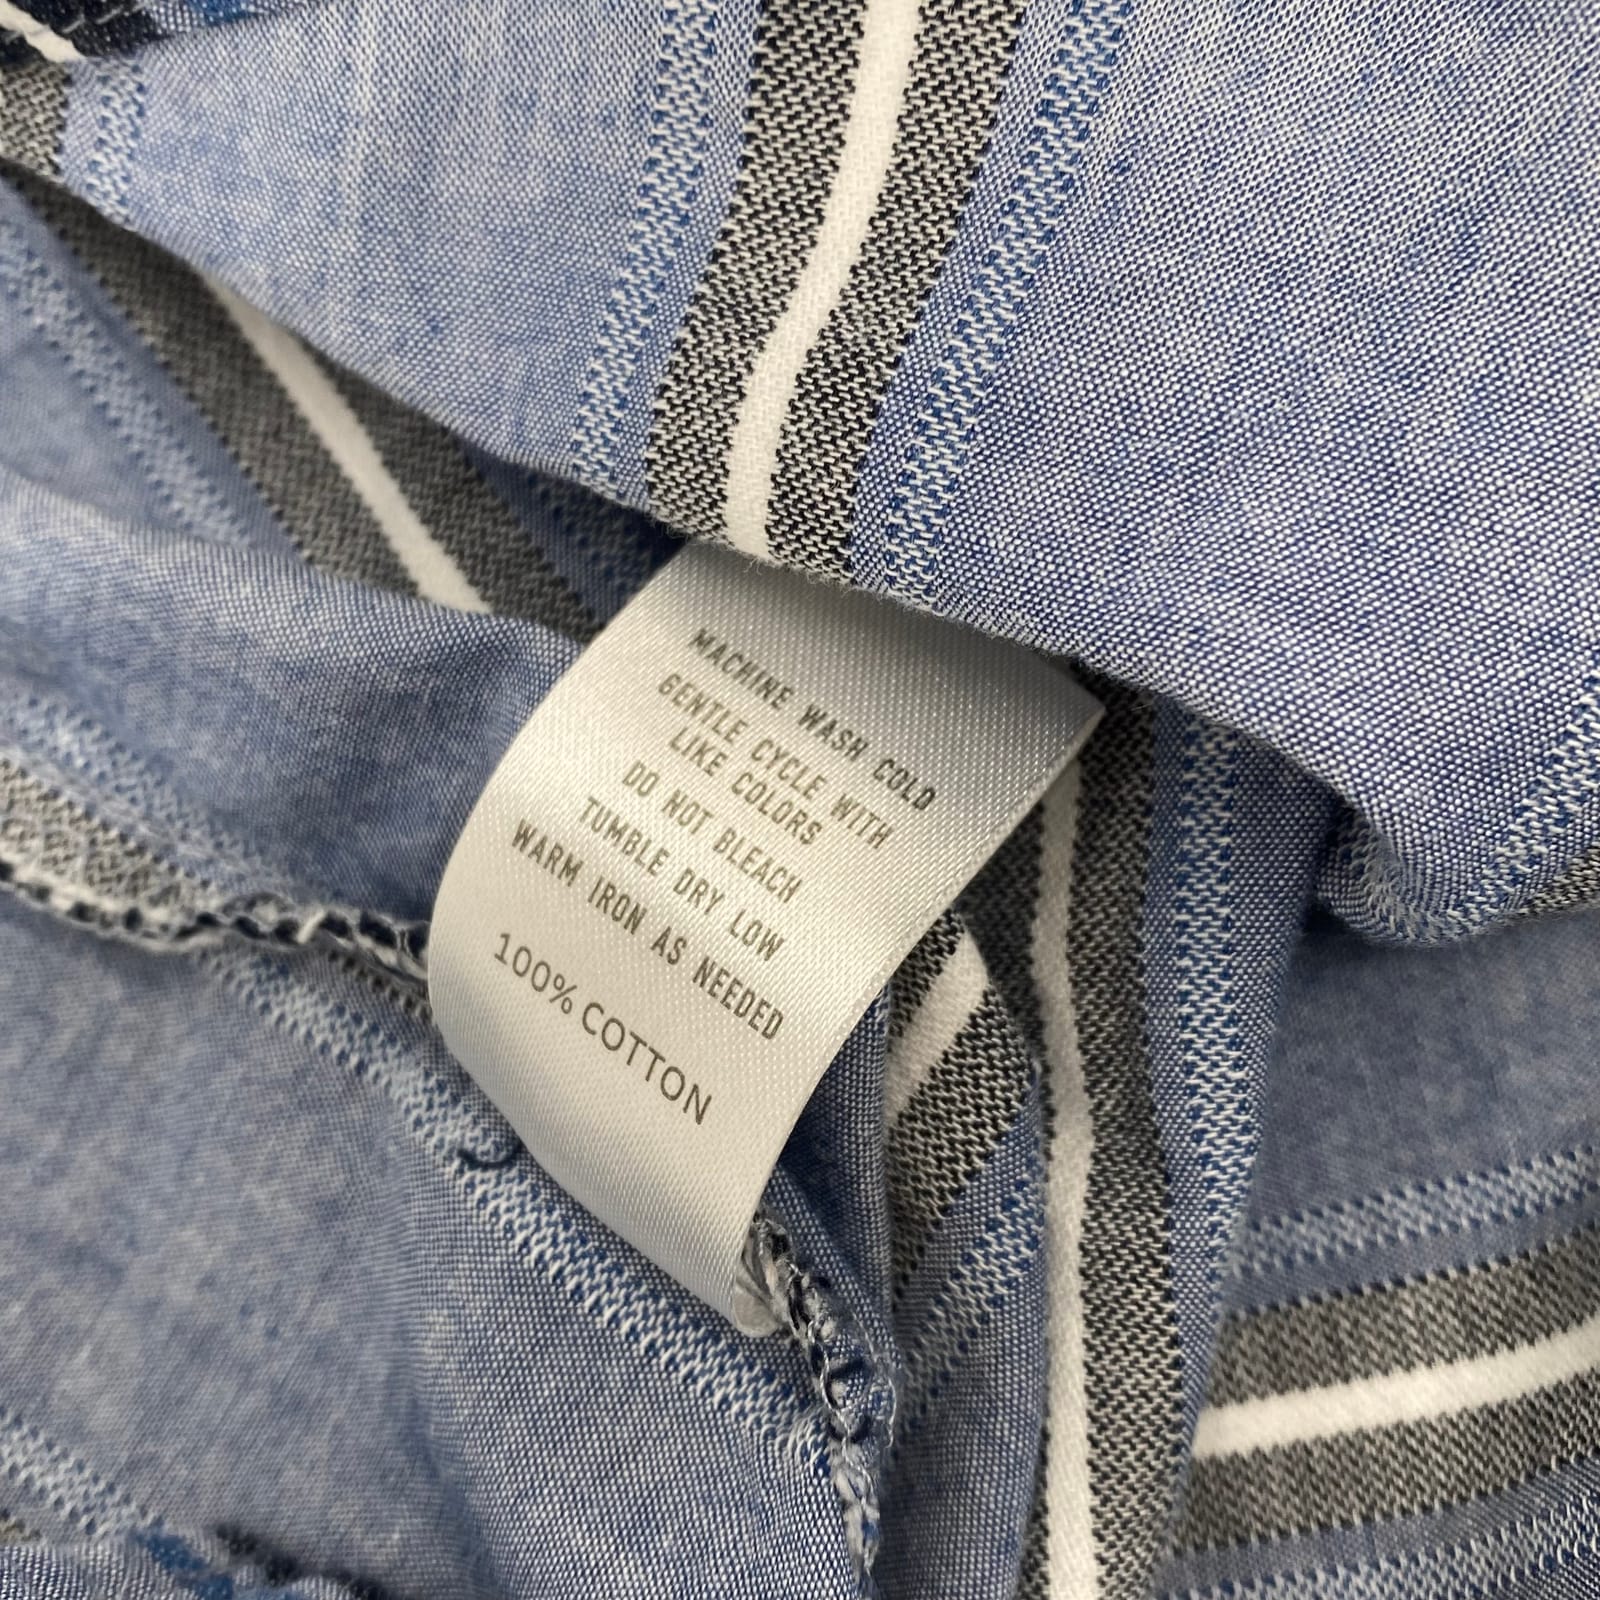 MACHINE WASH COLD
GENTLE CYCLE WITH
LIKE COLORS
DO NOT BLEACH
TUMBLE DRY LOW
WARM IRON AS NEEDED
100% COTTON